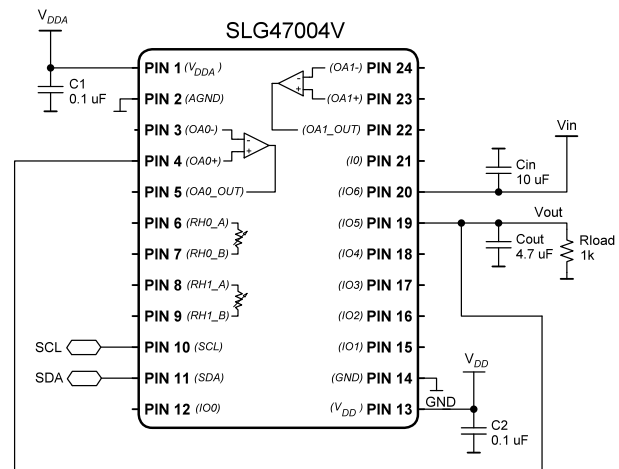 SLG47004V
V_DDA
C1
0.1 uF
PIN 1 (V_DDA)
PIN 2 (AGND)
PIN 3 (OA0-)
PIN 4 (OA0+)
PIN 5 (OA0_OUT)
PIN 6 (RH0_A)
PIN 7 (RH0_B)
PIN 8 (RH1_A)
PIN 9 (RH1_B)
SCL
PIN 10 (SCL)
SDA
PIN 11 (SDA)
PIN 12 (IO0)
- +
- +
(OA1-) PIN 24
(OA1+) PIN 23
(OA1_OUT) PIN 22
(I0) PIN 21
(IO6) PIN 20
(IO5) PIN 19
(IO4) PIN 18
(IO3) PIN 17
(IO2) PIN 16
(IO1) PIN 15
(GND) PIN 14
(V_DD) PIN 13
Vin
Cin
10 uF
Vout
Cout
4.7 uF
Rload
1k
GND
V_DD
C2
0.1 uF